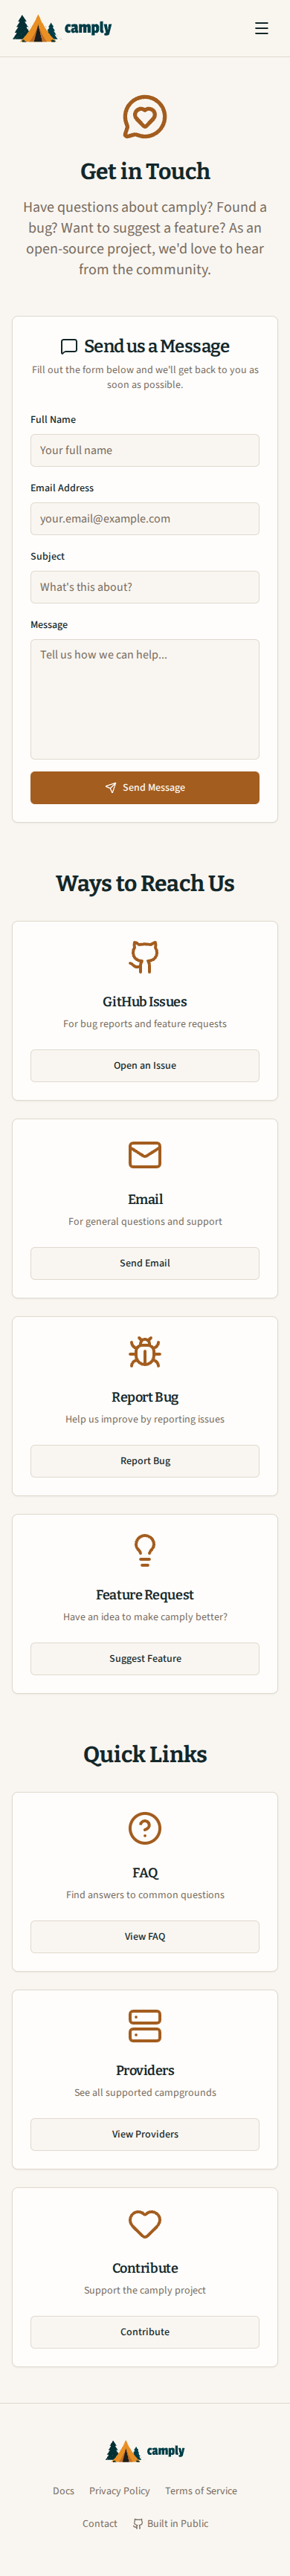 camply
Get in Touch
Have questions about camply? Found a
bug? Want to suggest a feature? As an
open-source project, we'd love to hear
from the community.
Send us a Message
Fill out the form below and we'll get back to you as
soon as possible.
Full Name
Your full name
Email Address
your.email@example.com
Subject
What's this about?
Message
Tell us how we can help...
Send Message
Ways to Reach Us
GitHub Issues
For bug reports and feature requests
Open an Issue
Email
For general questions and support
Send Email
Report Bug
Help us improve by reporting issues
Report Bug
Feature Request
Have an idea to make camply better?
Suggest Feature
Quick Links
FAQ
Find answers to common questions
View FAQ
Providers
See all supported campgrounds
View Providers
Contribute
Support the camply project
Contribute
camply
Docs Privacy Policy Terms of Service
Contact Built in Public